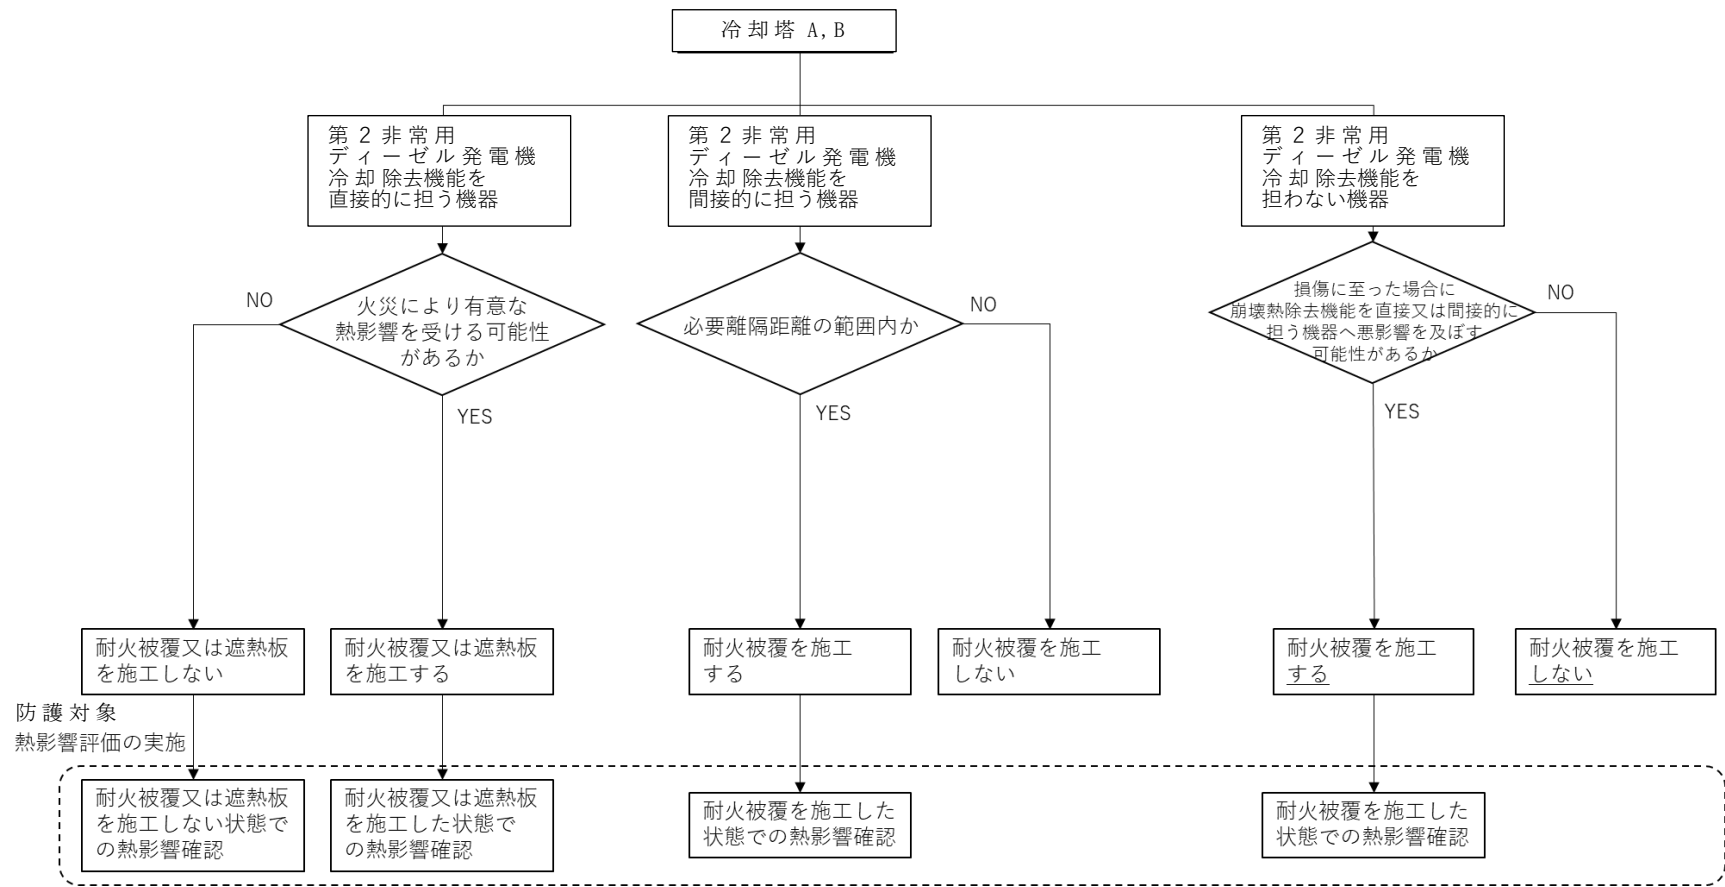 冷却塔 A,B
第２非常用
ディーゼル発電機
冷却除去機能を
直接的に担う機器
第２非常用
ディーゼル発電機
冷却除去機能を
間接的に担う機器
第２非常用
ディーゼル発電機
冷却除去機能を
担わない機器
NO
火災により有意な
熱影響を受ける可能性
があるか
YES
必要離隔距離の範囲内か
NO
YES
損傷に至った場合に
崩壊熱除去機能を直接又は間接的に
担う機器へ悪影響を及ぼす
可能性があるか
NO
YES
耐火被覆又は遮熱板
を施工しない
耐火被覆又は遮熱板
を施工する
耐火被覆を施工
する
耐火被覆を施工
しない
耐火被覆を施工
する
耐火被覆を施工
しない
防護対象
熱影響評価の実施
耐火被覆又は遮熱板
を施工しない状態で
の熱影響確認
耐火被覆又は遮熱板
を施工した状態で
の熱影響確認
耐火被覆を施工した
状態での熱影響確認
耐火被覆を施工した
状態での熱影響確認